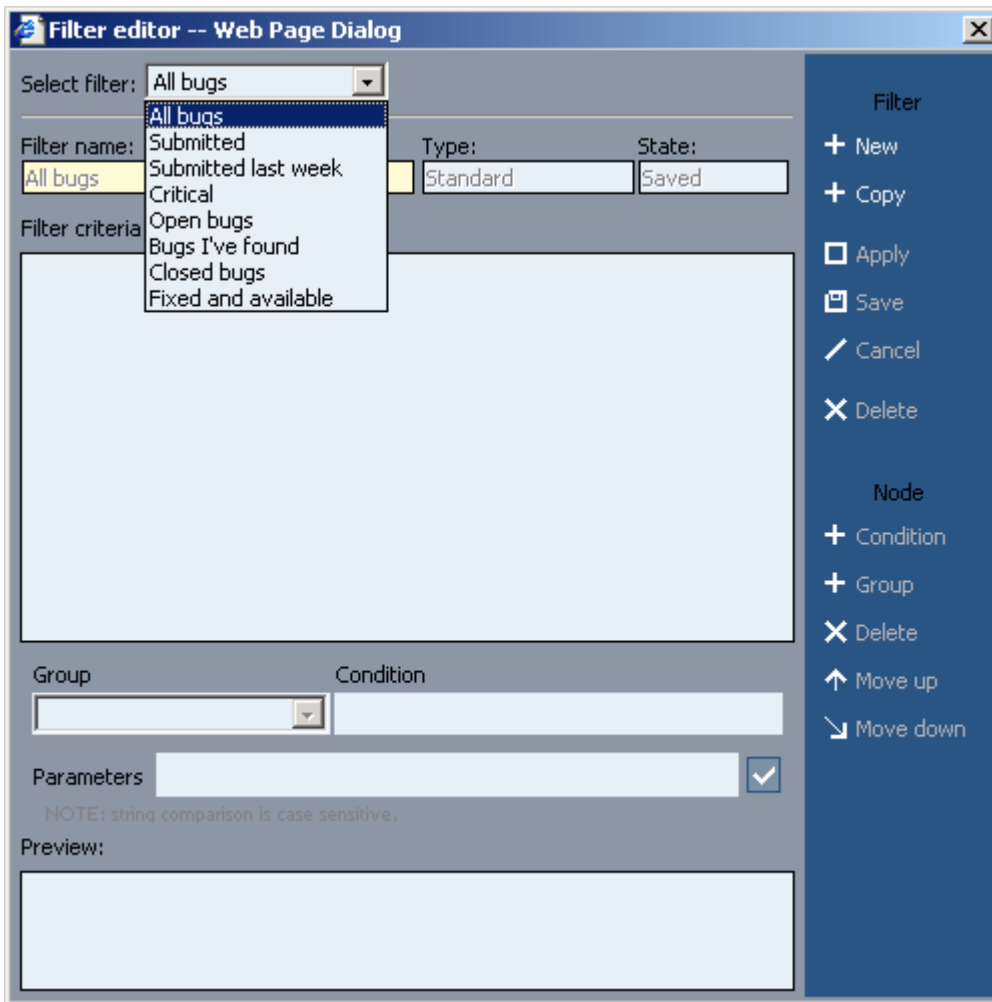 Filter editor -- Web Page Dialog
Select filter: All bugs
All bugs
Submitted
Submitted last week
Critical
Open bugs
Bugs I've found
Closed bugs
Fixed and available
Filter name: Type: State:
All bugs Standard Saved
Filter criteria
Group Condition
Parameters
NOTE: string comparison is case sensitive.
Preview:
Filter
New
Copy
Apply
Save
Cancel
Delete
Node
Condition
Group
Delete
Move up
Move down